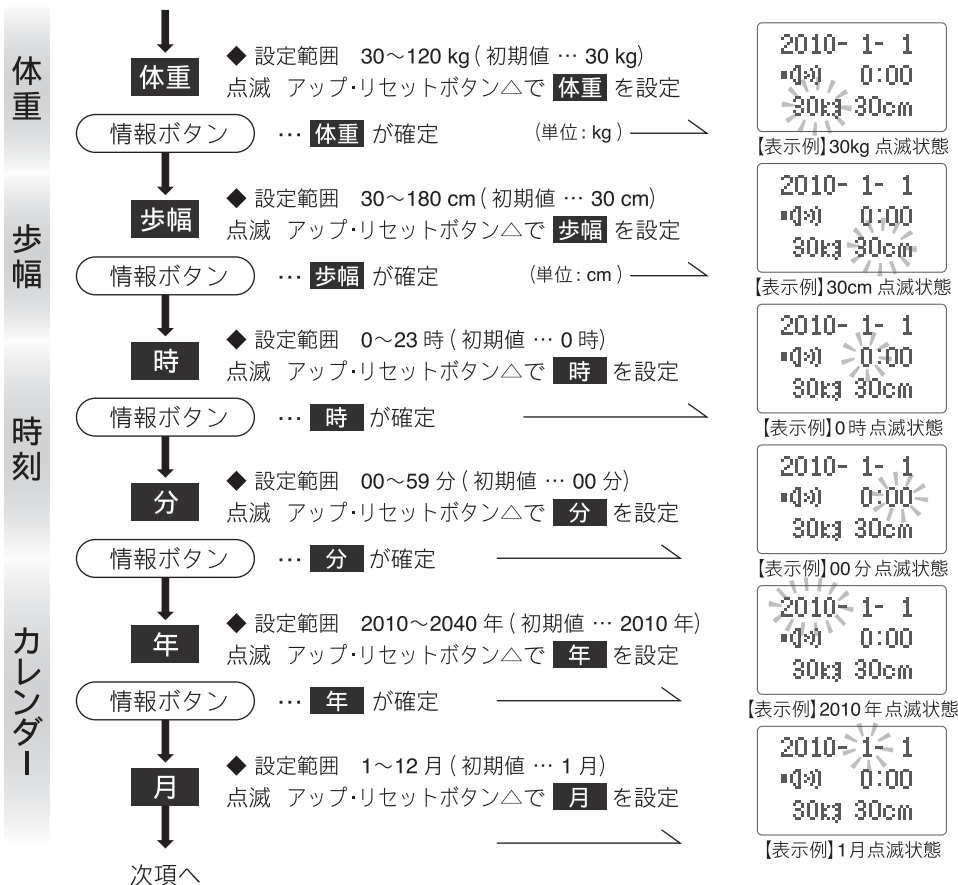 体重
体重
◆ 設定範囲 30～120 kg ( 初期値 … 30 kg)
点滅 アップ・リセットボタン△で 体重 を設定
情報ボタン … 体重 が確定 (単位: kg )
2010- 1- 1
0:00
30kg 30cm
【表示例】30kg 点滅状態
歩幅
歩幅
◆ 設定範囲 30～180 cm ( 初期値 … 30 cm)
点滅 アップ・リセットボタン△で 歩幅 を設定
情報ボタン … 歩幅 が確定 (単位: cm )
2010- 1- 1
0:00
30kg 30cm
【表示例】30cm 点滅状態
時刻
時
◆ 設定範囲 0～23 時 ( 初期値 … 0 時)
点滅 アップ・リセットボタン△で 時 を設定
情報ボタン … 時 が確定
2010- 1- 1
0:00
30kg 30cm
【表示例】0 時点滅状態
分
◆ 設定範囲 00～59 分 ( 初期値 … 00 分)
点滅 アップ・リセットボタン△で 分 を設定
情報ボタン … 分 が確定
2010- 1- 1
0:00
30kg 30cm
【表示例】00 分点滅状態
カレンダー
年
◆ 設定範囲 2010～2040 年 ( 初期値 … 2010 年)
点滅 アップ・リセットボタン△で 年 を設定
情報ボタン … 年 が確定
2010- 1- 1
0:00
30kg 30cm
【表示例】2010 年点滅状態
月
◆ 設定範囲 1～12 月 ( 初期値 … 1 月)
点滅 アップ・リセットボタン△で 月 を設定
2010- 1- 1
0:00
30kg 30cm
【表示例】1月点滅状態
次項へ